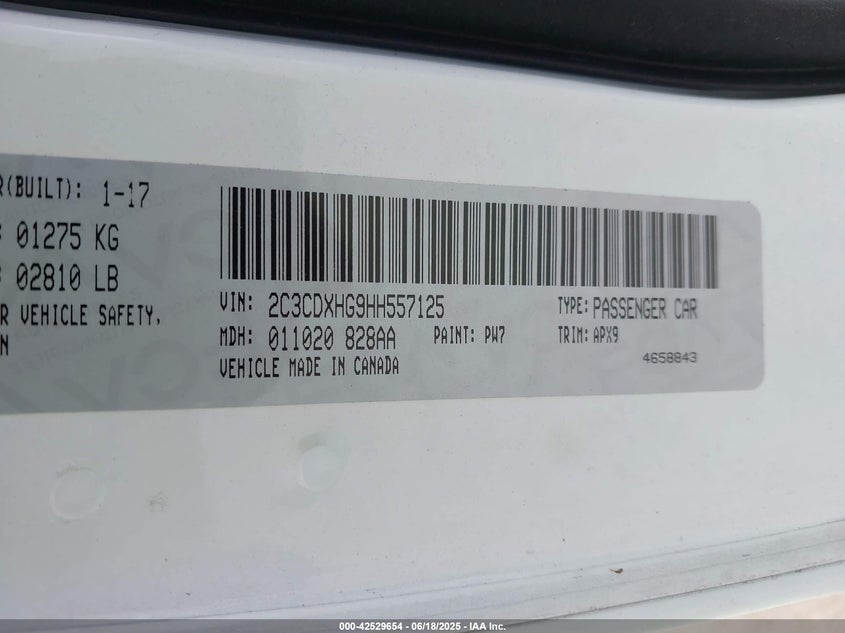 R(BUILT): 1-17
: 01275 KG
: 02810 LB
R VEHICLE SAFETY,
N
VIN: 2C3CDXHG9HH557125 TYPE: PASSENGER CAR
MDH: 011020 828AA PAINT: PW7 TRIM: APX9
VEHICLE MADE IN CANADA 4658843
000-42529654 - 06/18/2025 - IAA Inc.